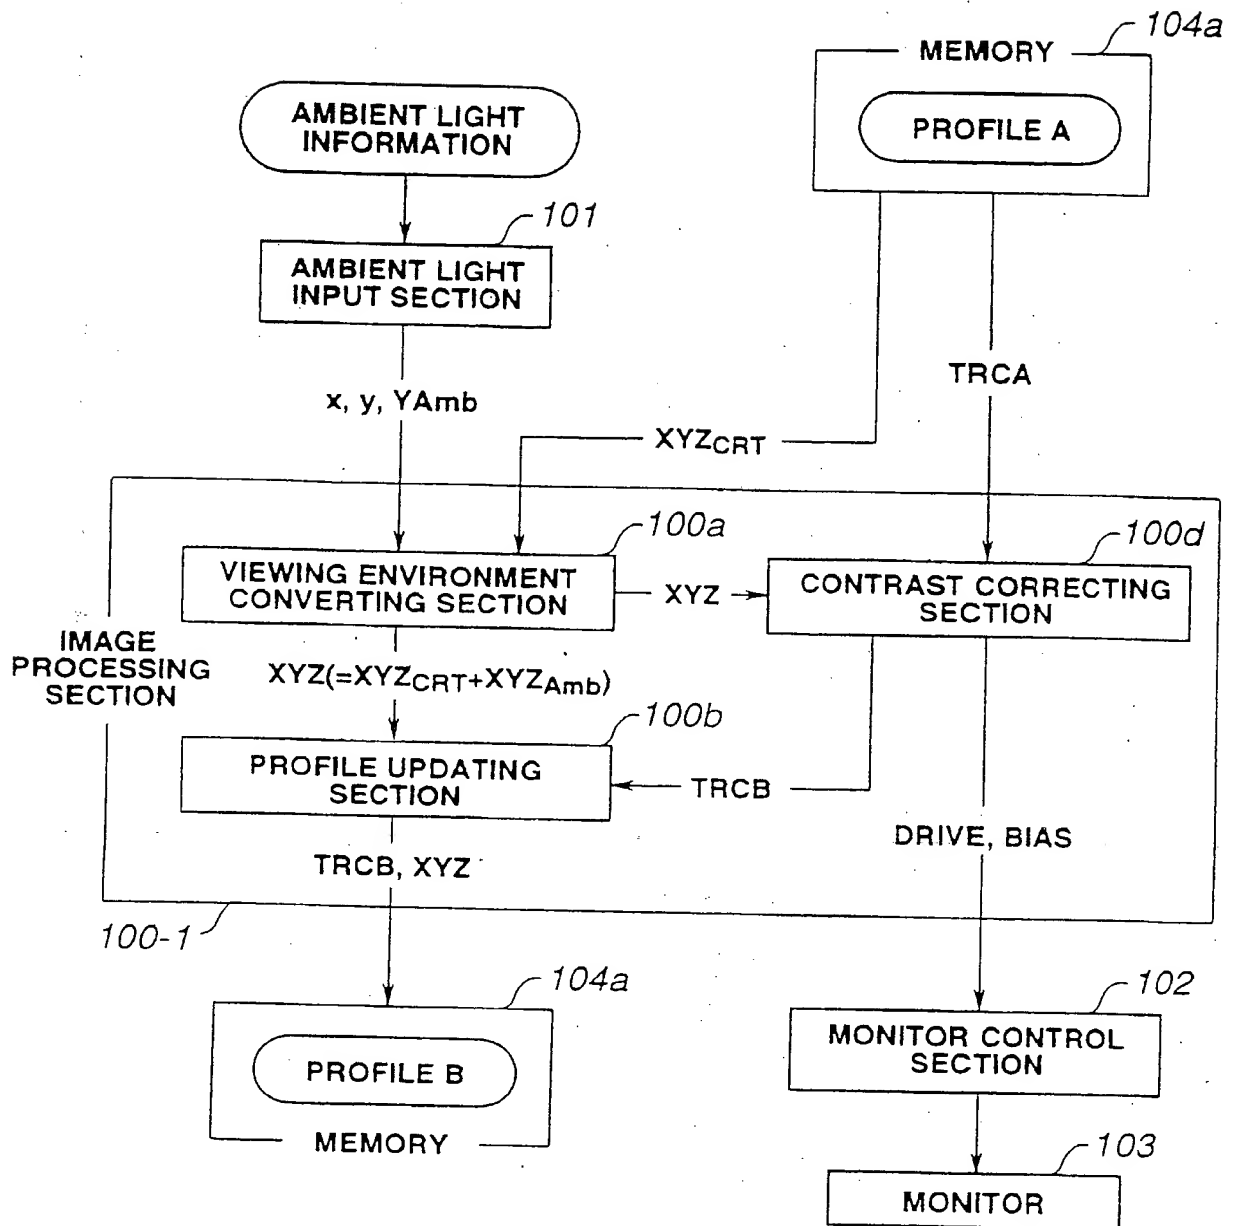 104a
MEMORY
PROFILE A
AMBIENT LIGHT
INFORMATION
101
AMBIENT LIGHT
INPUT SECTION
TRCA
x, y, YAmb
XYZCRT
100a
100d
VIEWING ENVIRONMENT
CONVERTING SECTION
XYZ
CONTRAST CORRECTING
SECTION
IMAGE
PROCESSING
SECTION
XYZ(=XYZCRT+XYZAmb)
100b
PROFILE UPDATING
SECTION
TRCB
DRIVE, BIAS
TRCB, XYZ
100-1
104a
102
PROFILE B
MEMORY
MONITOR CONTROL
SECTION
103
MONITOR